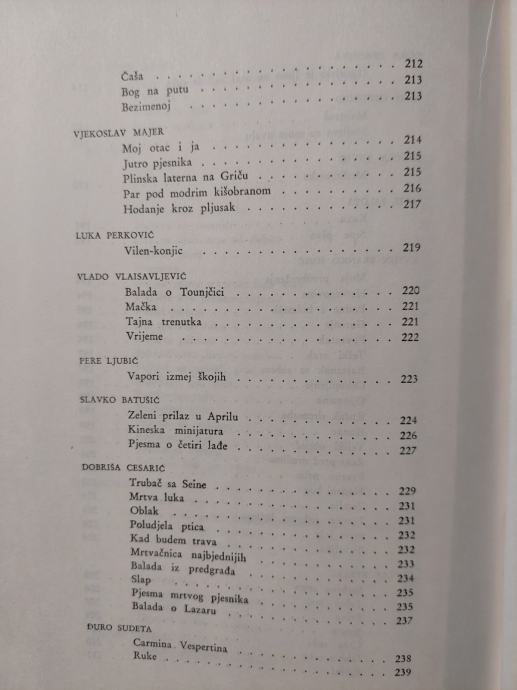 Čaša . . . . . . . . . . . . . . . 212
Bog na putu . . . . . . . . . . . . . . . 213
Bezimenoj . . . . . . . . . . . . . . . 213
VJEKOSLAV MAJER
Moj otac i ja . . . . . . . . . . . . . . . 214
Jutro pjesnika . . . . . . . . . . . . . . . 215
Plinska laterna na Griču . . . . . . . . . . . 215
Par pod modrim kišobranom . . . . . . . . . . 216
Hodanje kroz pljusak . . . . . . . . . . . . 217
LUKA PERKOVIĆ
Vilen-konjic . . . . . . . . . . . . . . . 219
VLADO VLAISAVLJEVIĆ
Balada o Tounjčici . . . . . . . . . . . . . 220
Mačka . . . . . . . . . . . . . . . 221
Tajna trenutka . . . . . . . . . . . . . . 221
Vrijeme . . . . . . . . . . . . . . . 222
PERE LJUBIĆ
Vapori izmej škojih . . . . . . . . . . . . 223
SLAVKO BATUŠIĆ
Zeleni prilaz u Aprilu . . . . . . . . . . . 224
Kineska minijatura . . . . . . . . . . . . 226
Pjesma o četiri lađe . . . . . . . . . . . . 227
DOBRIŠA CESARIĆ
Trubač sa Seine . . . . . . . . . . . . . 229
Mrtva luka . . . . . . . . . . . . . . 231
Oblak . . . . . . . . . . . . . . . 231
Poludjela ptica . . . . . . . . . . . . . 232
Kad budem trava . . . . . . . . . . . . 232
Mrtvačnica najbjednijih . . . . . . . . . . 233
Balada iz predgrađa . . . . . . . . . . . 234
Slap . . . . . . . . . . . . . . . 235
Pjesma mrtvog pjesnika . . . . . . . . . . 235
Balada o Lazaru . . . . . . . . . . . . 237
ĐURO SUDETA
Carmina Vespertina . . . . . . . . . . . 238
Ruke . . . . . . . . . . . . . . . 239